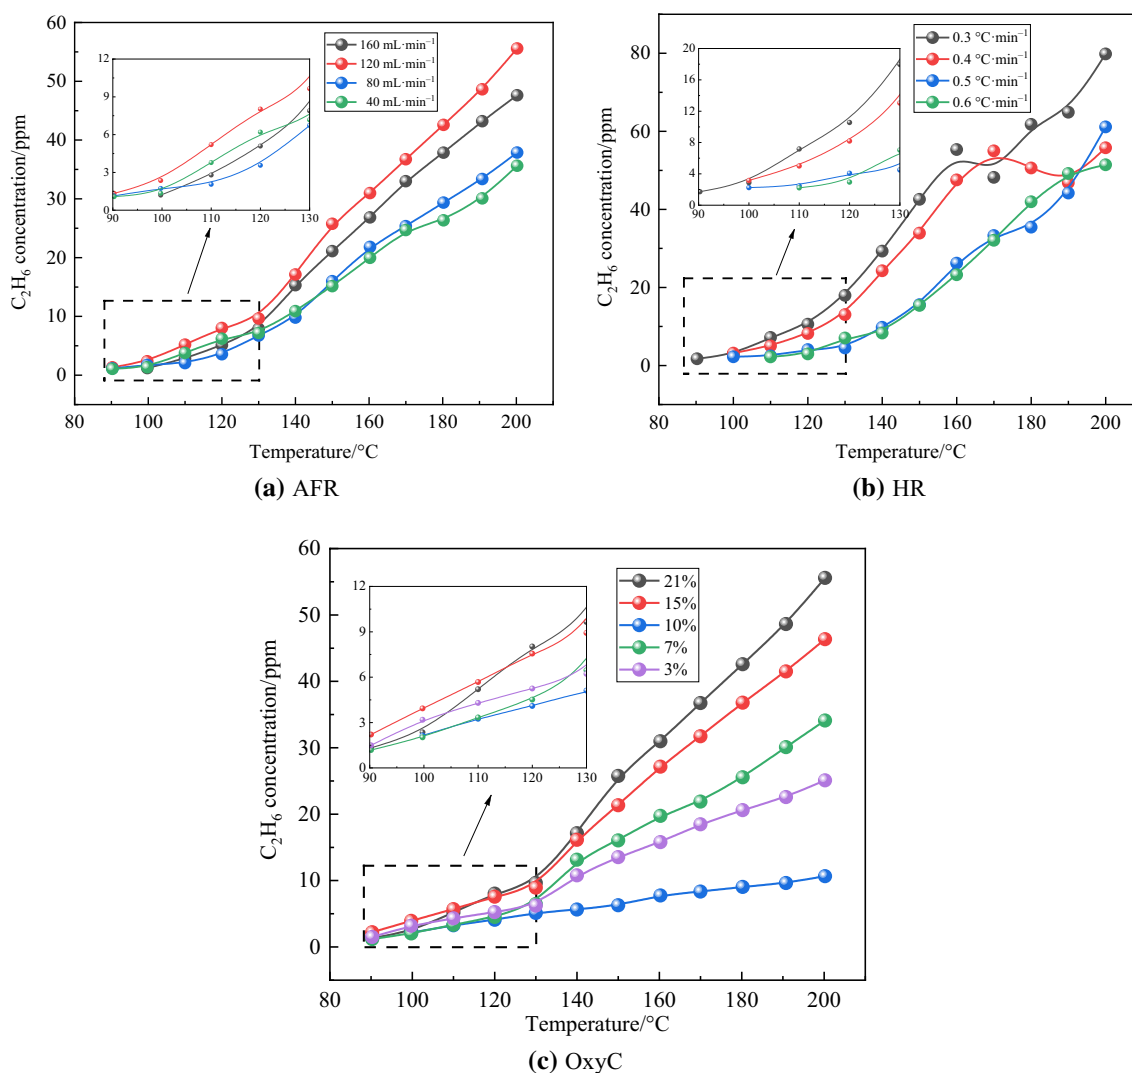 60
50
40
30
20
10
0
C₂H₆ concentration/ppm
12
9
6
3
0
90 100 110 120 130
160 mL·min⁻¹
120 mL·min⁻¹
80 mL·min⁻¹
40 mL·min⁻¹
80 100 120 140 160 180 200
Temperature/°C
(a) AFR
80
60
40
20
0
C₂H₆ concentration/ppm
20
16
12
8
4
0
90 100 110 120 130
0.3 °C·min⁻¹
0.4 °C·min⁻¹
0.5 °C·min⁻¹
0.6 °C·min⁻¹
80 100 120 140 160 180 200
Temperature/°C
(b) HR
60
50
40
30
20
10
0
C₂H₆ concentration/ppm
12
9
6
3
0
90 100 110 120 130
21%
15%
10%
7%
3%
80 100 120 140 160 180 200
Temperature/°C
(c) OxyC